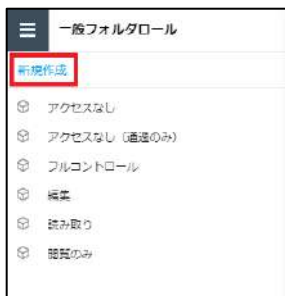 一般フォルダロール
新規作成
アクセスなし
アクセスなし（通過のみ）
フルコントロール
編集
読み取り
閲覧のみ